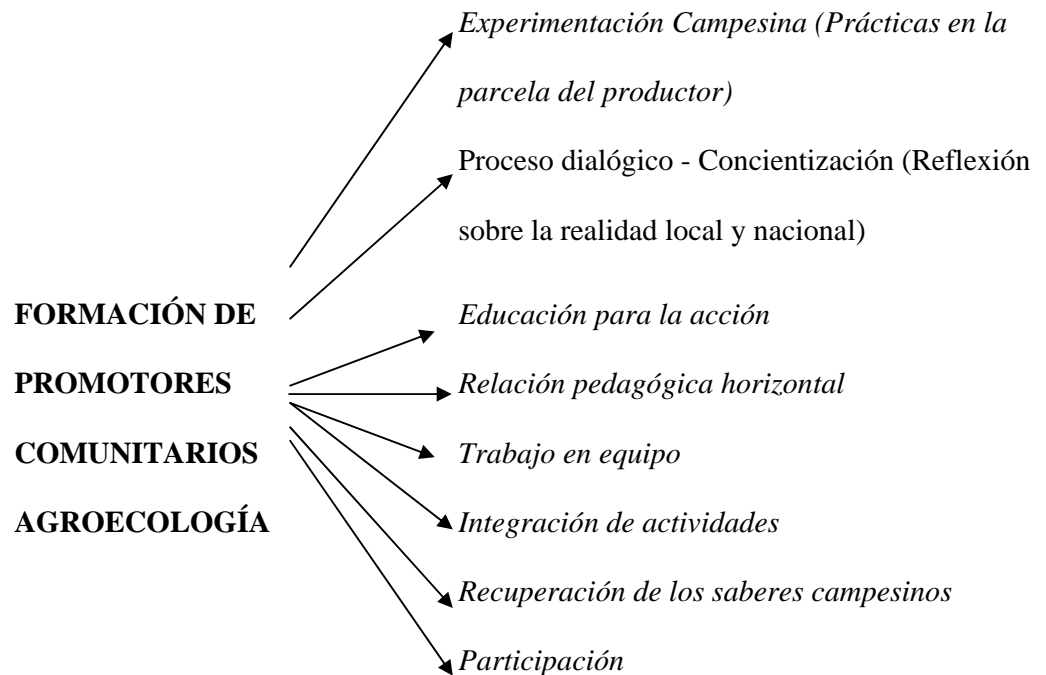 Experimentación Campesina (Prácticas en la
parcela del productor)
Proceso dialógico - Concientización (Reflexión
sobre la realidad local y nacional)
FORMACIÓN DE
Educación para la acción
PROMOTORES
Relación pedagógica horizontal
COMUNITARIOS
Trabajo en equipo
AGROECOLOGÍA
Integración de actividades
Recuperación de los saberes campesinos
Participación